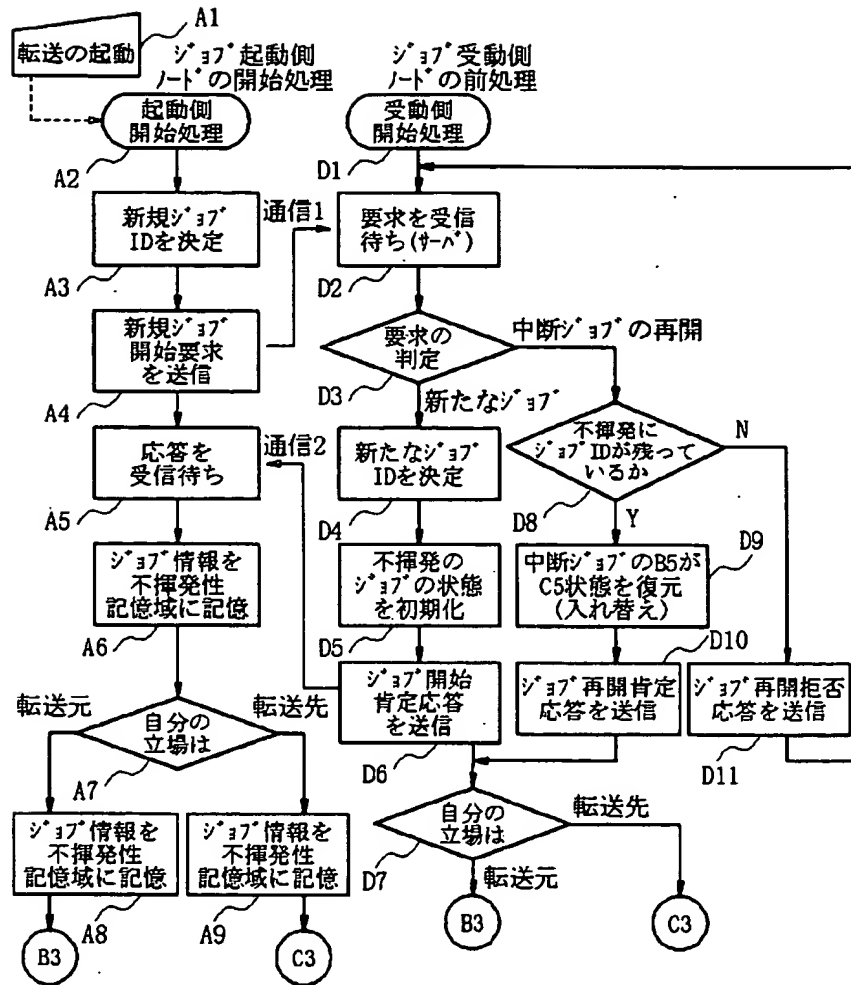 A1
転送の起動
ジョブ起動側
ノードの開始処理
起動側
開始処理
A2
新規ジョブ
IDを決定
A3
通信1
新規ジョブ
開始要求
を送信
A4
応答を
受信待ち
A5
通信2
ジョブ情報を
不揮発性
記憶域に記憶
A6
転送元
自分の
立場は
転送先
A7
ジョブ情報を
不揮発性
記憶域に記憶
A8
B3
ジョブ情報を
不揮発性
記憶域に記憶
A9
C3
ジョブ受動側
ノードの前処理
受動側
開始処理
D1
要求を受信
待ち(サーバ)
D2
要求の
判定
D3
中断ジョブの再開
新たなジョブ
新たなジョブ
IDを決定
D4
不揮発の
ジョブの状態
を初期化
D5
ジョブ開始
肯定応答
を送信
D6
不揮発に
ジョブIDが残って
いるか
D8
N
Y
中断ジョブのB5が
C5状態を復元
(入れ替え)
D9
D10
ジョブ再開肯定
応答を送信
ジョブ再開拒否
応答を送信
D11
自分の
立場は
D7
転送先
転送元
B3
C3